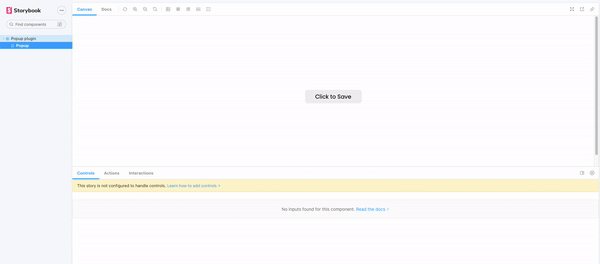 Storybook
Find components
Popup plugin
Popup
Canvas
Docs
Click to Save
Controls
Actions
Interactions
This story is not configured to handle controls. Learn how to add controls
No inputs found for this component. Read the docs